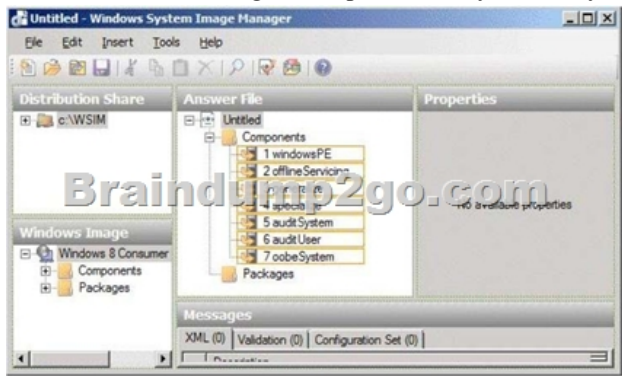 Untitled - Windows System Image Manager
File Edit Insert Tools Help
Distribution Share
c:\WSIM
Windows Image
Windows 8 Consumer
Components
Packages
Answer File
Untitled
Components
1 windowsPE
2 offlineServicing
4 specialize
5 auditSystem
6 auditUser
7 oobeSystem
Packages
Properties
No available properties
Messages
XML (0) Validation (0) Configuration Set (0)
Braindump2go.com